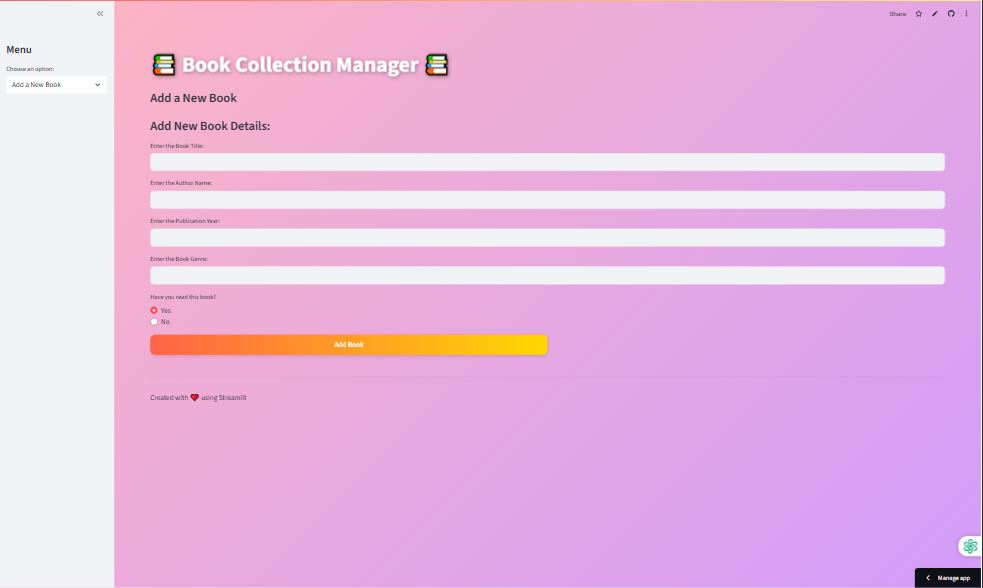 Share
Menu
Choose an option:
Add a New Book
📚 Book Collection Manager 📚
Add a New Book
Add New Book Details:
Enter the Book Title:
Enter the Author Name:
Enter the Publication Year:
Enter the Book Genre:
Have you read this book?
Yes
No
Add Book
Created with ❤️ using Streamlit
Manage app